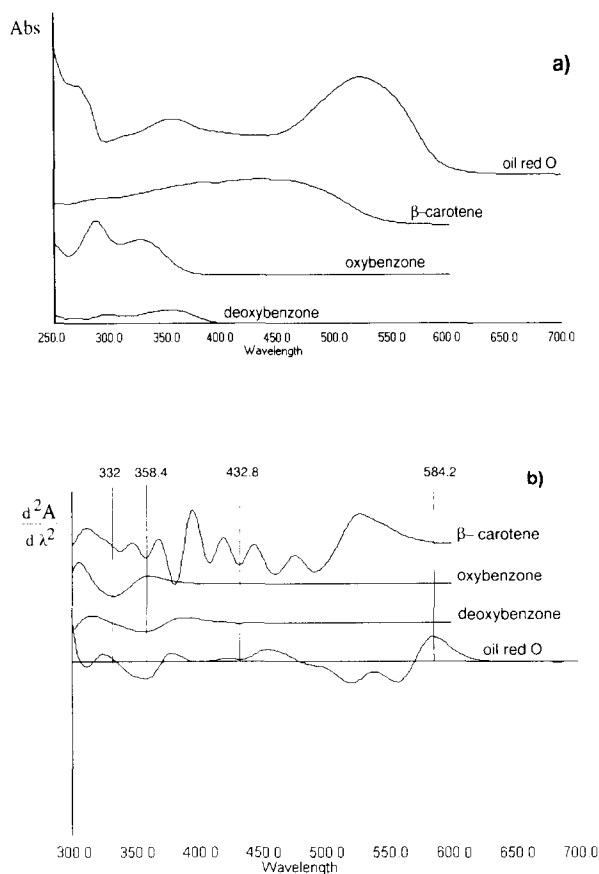 Abs
a)
oil red O
β-carotene
oxybenzone
deoxybenzone
250.0 300.0 350.0 400.0 450.0 500.0 550.0 600.0 650.0 700.0
Wavelength
332 358.4 432.8 584.2
b)
d²A
d λ²
β- carotene
oxybenzone
deoxybenzone
oil red O
300.0 350.0 400.0 450.0 500.0 550.0 600.0 650.0 700.0
Wavelength